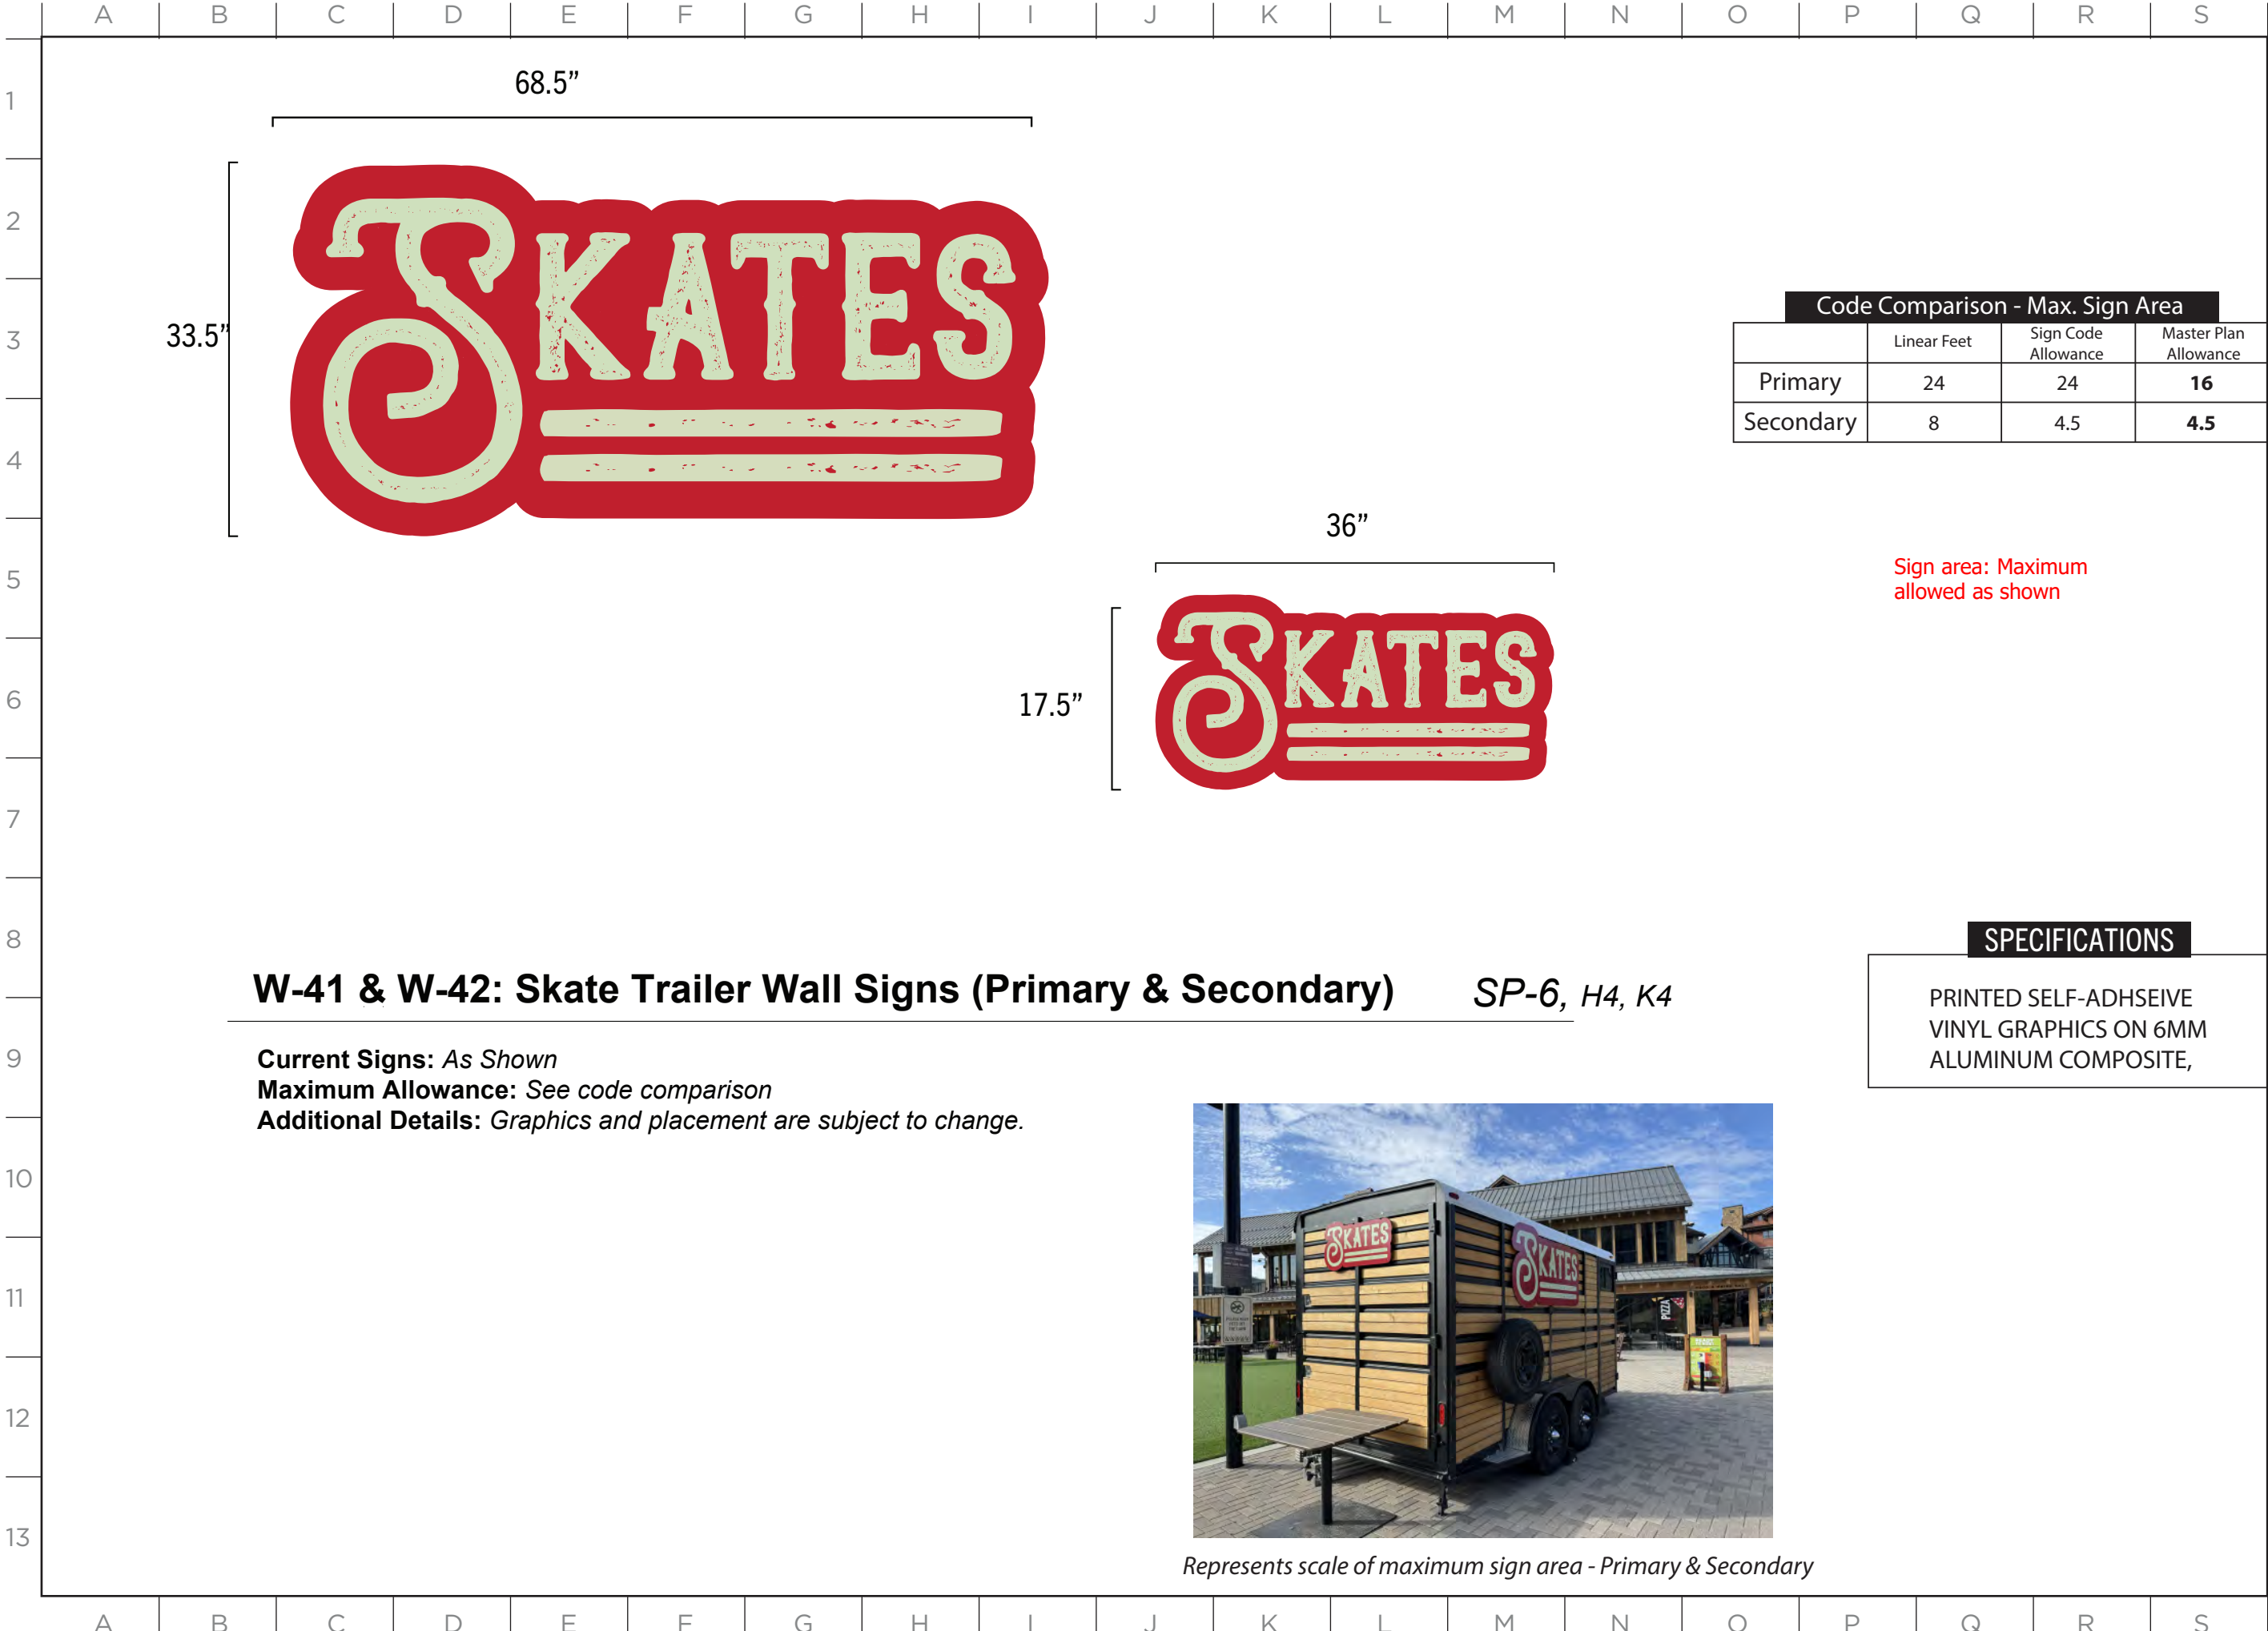 A B C D E F G H I J K L M N O P Q R S
1
2
3
4
5
6
7
8
9
10
11
12
13
68.5”
33.5”
SKATES
Code Comparison - Max. Sign Area
Linear Feet Sign Code Allowance Master Plan Allowance
Primary 24 24 16
Secondary 8 4.5 4.5
36”
17.5”
SKATES
Sign area: Maximum
allowed as shown
SPECIFICATIONS
PRINTED SELF-ADHSEIVE
VINYL GRAPHICS ON 6MM
ALUMINUM COMPOSITE,
W-41 & W-42: Skate Trailer Wall Signs (Primary & Secondary) SP-6, H4, K4
Current Signs: As Shown
Maximum Allowance: See code comparison
Additional Details: Graphics and placement are subject to change.
SKATES
SKATES
PIZZA
Represents scale of maximum sign area - Primary & Secondary
A B C D E F G H I J K L M N O P Q R S